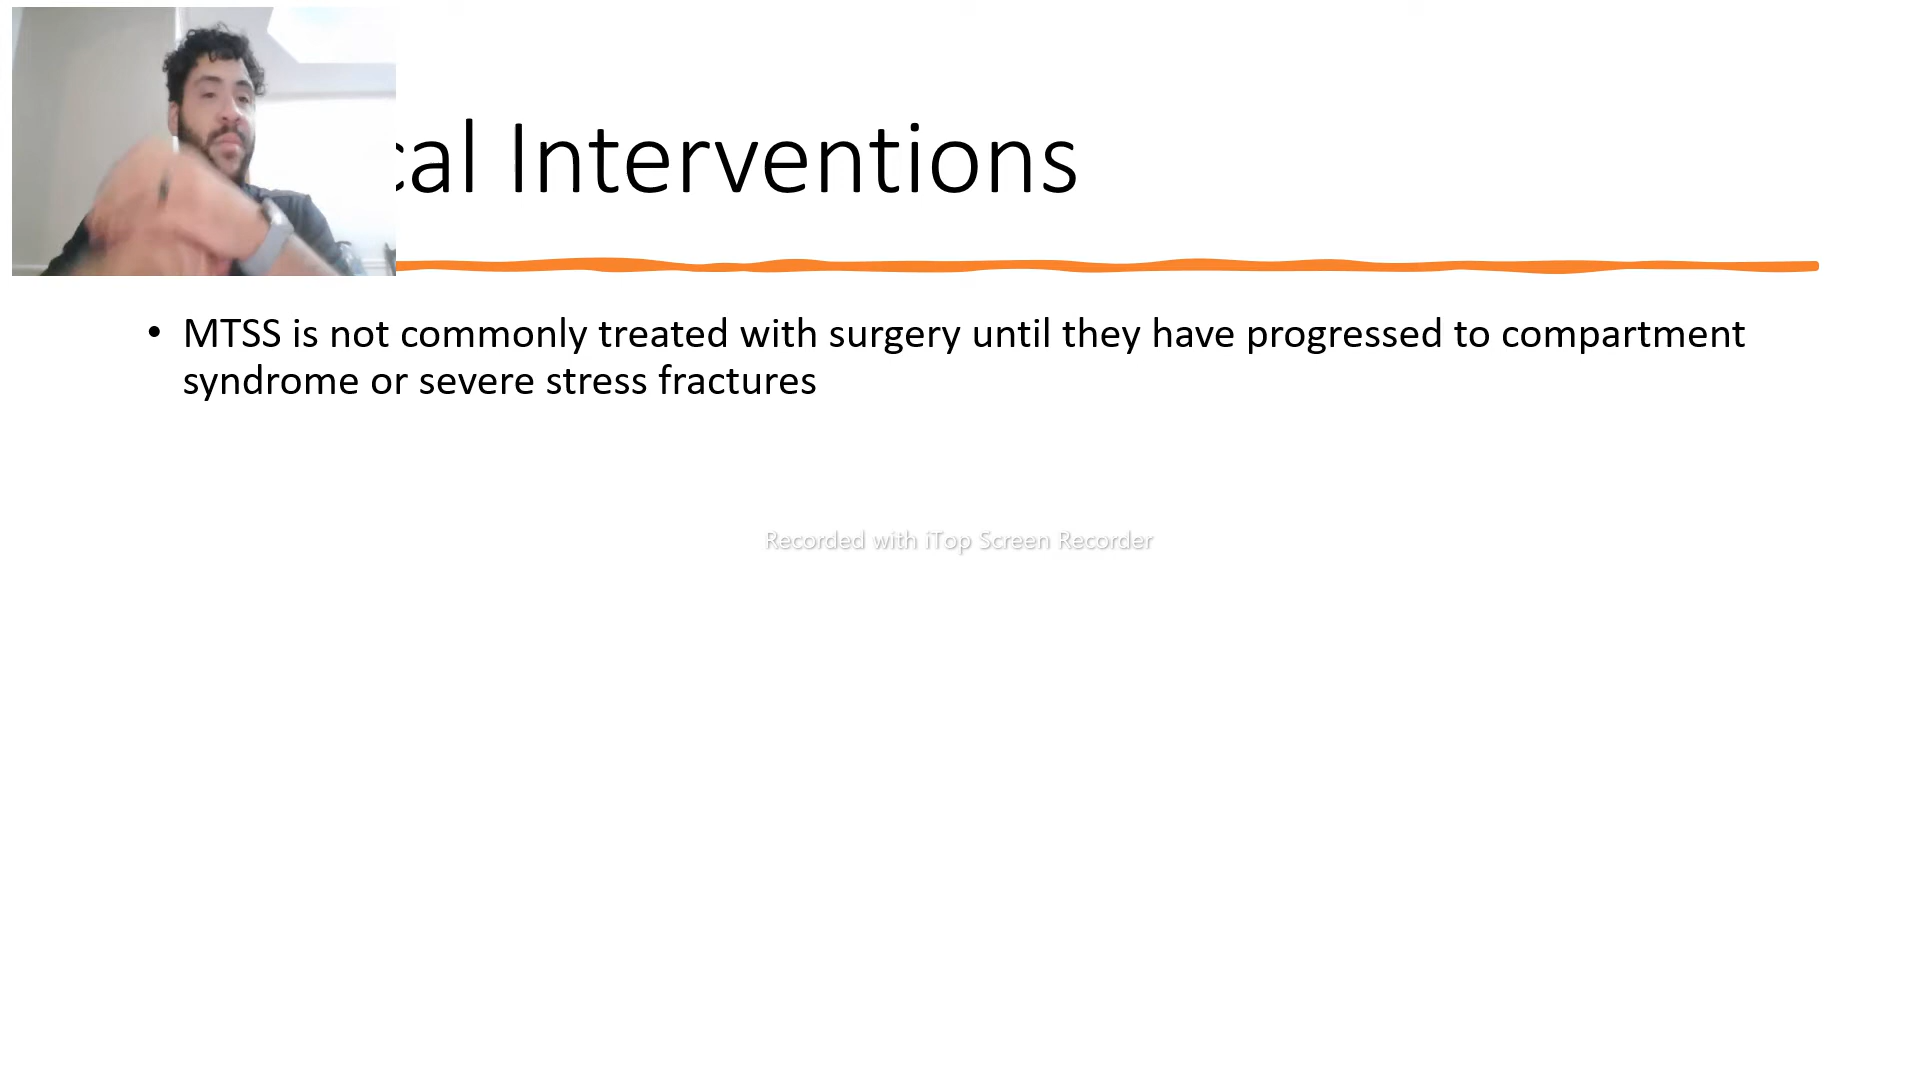 cal Interventions
• MTSS is not commonly treated with surgery until they have progressed to compartment
syndrome or severe stress fractures
Recorded with iTop Screen Recorder